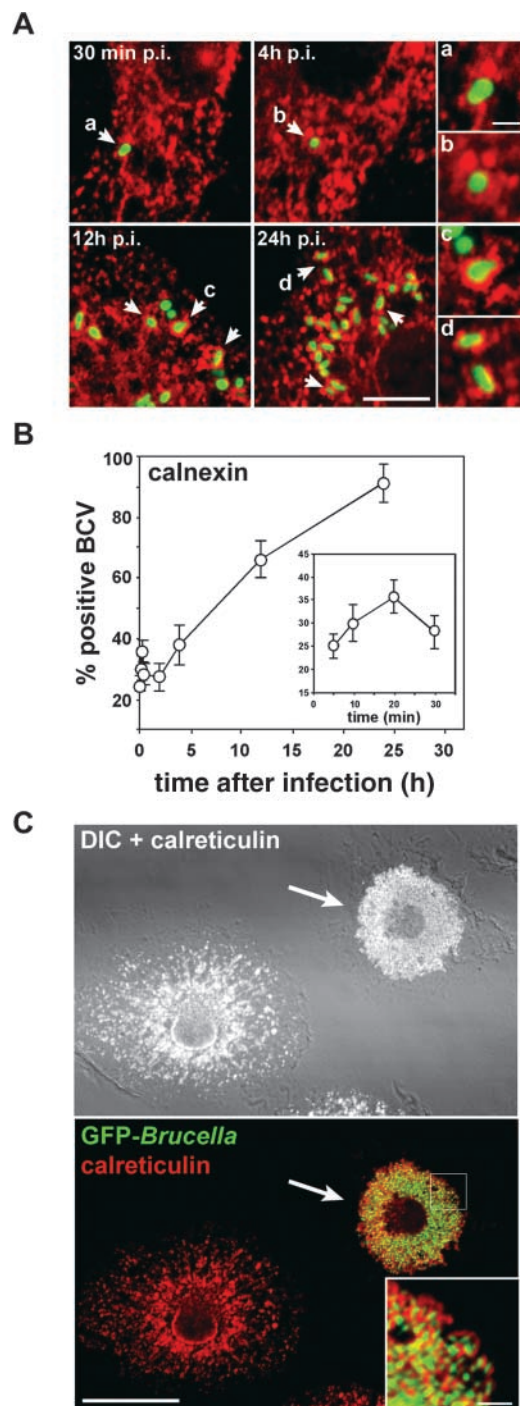 A
30 min p.i.
4h p.i.
a
b
a
b
12h p.i.
24h p.i.
c
d
c
d
B
calnexin
% positive BCV
100
80
60
40
20
0 5 10 15 20 25 30
time after infection (h)
45
40
35
30
25
20
15
0 10 20 30
time (min)
C
DIC + calreticulin
GFP-Brucella
calreticulin